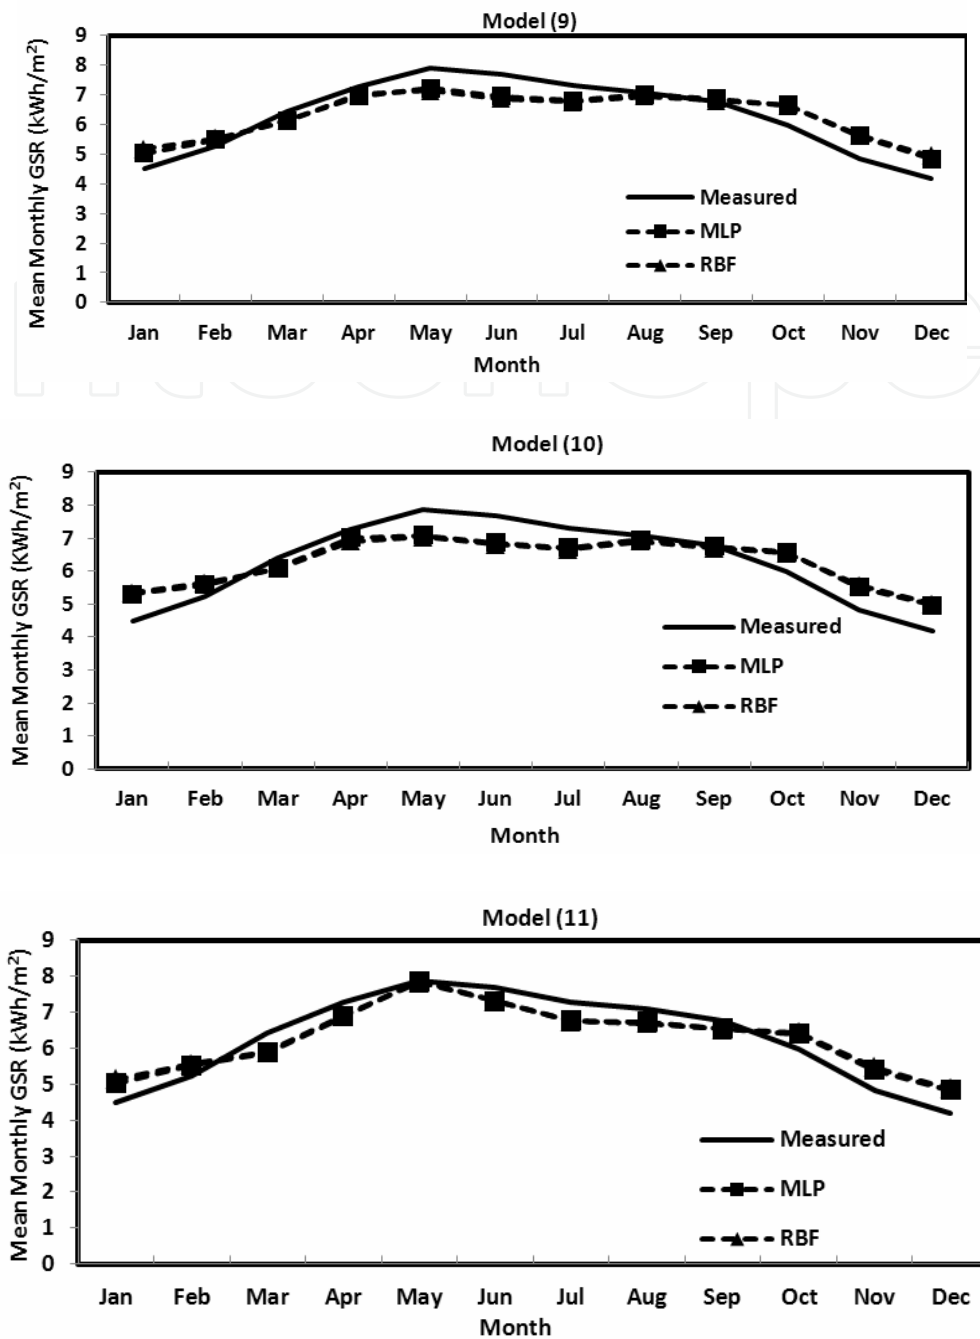 Model (9)
Mean Monthly GSR (kWh/m²)
9
8
7
6
5
4
3
2
1
0
Measured
MLP
RBF
Jan Feb Mar Apr May Jun Jul Aug Sep Oct Nov Dec
Month
Model (10)
Mean Monthly GSR (KWh/m²)
9
8
7
6
5
4
3
2
1
0
Measured
MLP
RBF
Jan Feb Mar Apr May Jun Jul Aug Sep Oct Nov Dec
Month
Model (11)
Mean Monthly GSR (kWh/m²)
9
8
7
6
5
4
3
2
1
0
Measured
MLP
RBF
Jan Feb Mar Apr May Jun Jul Aug Sep Oct Nov Dec
Month